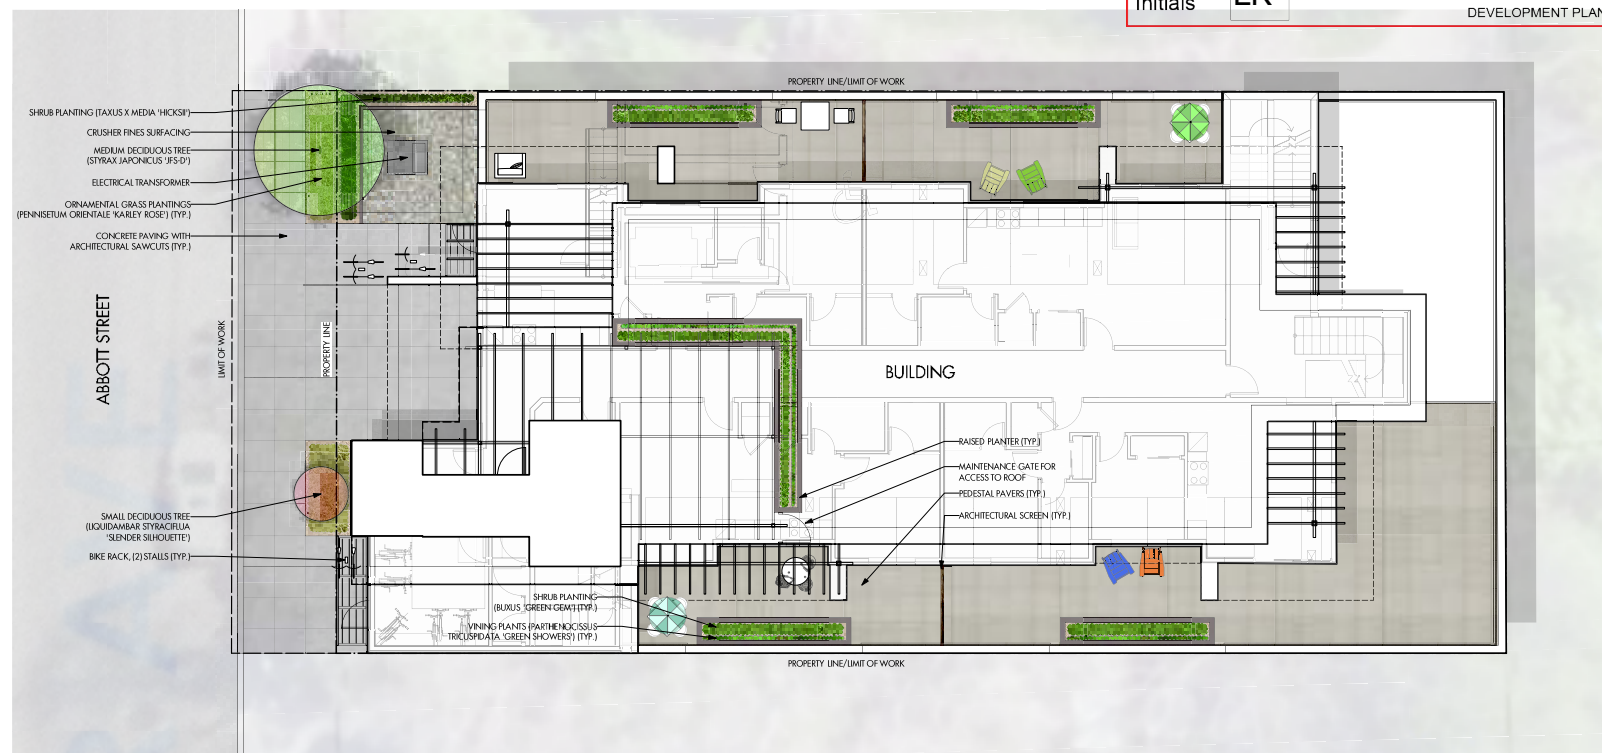 Initials
DEVELOPMENT PLAN
PROPERTY LINE/LIMIT OF WORK
SHRUB PLANTING (TAXUS X MEDIA 'HICKSII')
CRUSHER FINES SURFACING
MEDIUM DECIDUOUS TREE
(STYRAX JAPONICUS 'JFS-D')
ELECTRICAL TRANSFORMER
ORNAMENTAL GRASS PLANTINGS
(PENNISETUM ORIENTALE 'KARLEY ROSE') (TYP.)
CONCRETE PAVING WITH
ARCHITECTURAL SAWCUTS (TYP.)
ABBOTT STREET
LIMIT OF WORK
PROPERTY LINE
BUILDING
RAISED PLANTER (TYP.)
MAINTENANCE GATE FOR
ACCESS TO ROOF
PEDESTAL PAVERS (TYP.)
ARCHITECTURAL SCREEN (TYP.)
SMALL DECIDUOUS TREE
(LIQUIDAMBAR STYRACIFLUA
'SLENDER SILHOUETTE')
BIKE RACK, (2) STALLS (TYP.)
SHRUB PLANTING
(BUXUS 'GREEN GEM') (TYP.)
VINING PLANTS (PARTHENOCISSUS
TRICUSPIDATA 'GREEN SHOWERS') (TYP.)
PROPERTY LINE/LIMIT OF WORK